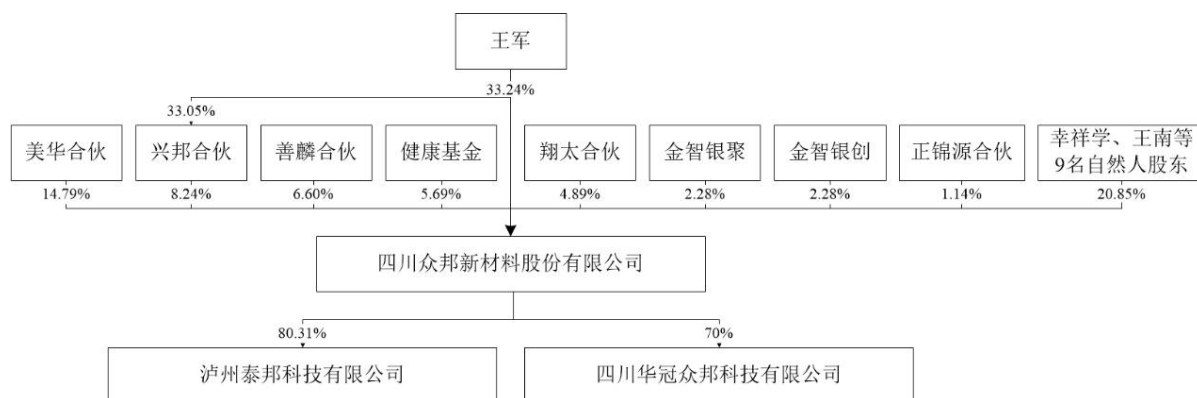 王军
33.24%
33.05%
美华合伙
兴邦合伙
善麟合伙
健康基金
翔太合伙
金智银聚
金智银创
正锦源合伙
幸祥学、王南等
9名自然人股东
14.79%
8.24%
6.60%
5.69%
4.89%
2.28%
2.28%
1.14%
20.85%
四川众邦新材料股份有限公司
80.31%
70%
泸州泰邦科技有限公司
四川华冠众邦科技有限公司